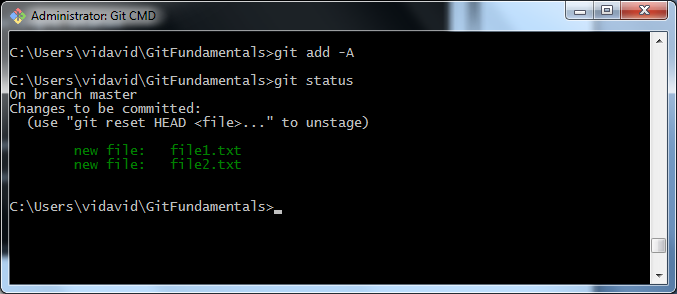 Administrator: Git CMD
C:\Users\vidavid\GitFundamentals>git add -A
C:\Users\vidavid\GitFundamentals>git status
On branch master
Changes to be committed:
  (use "git reset HEAD <file>..." to unstage)
        new file:   file1.txt
        new file:   file2.txt
C:\Users\vidavid\GitFundamentals>